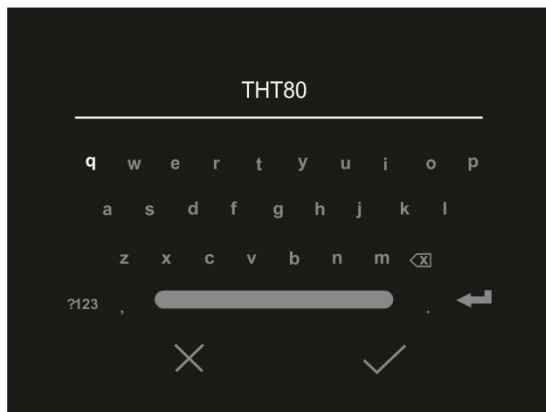 THT80
q w e r t y u i o p
a s d f g h j k l
z x c v b n m
?123 , .